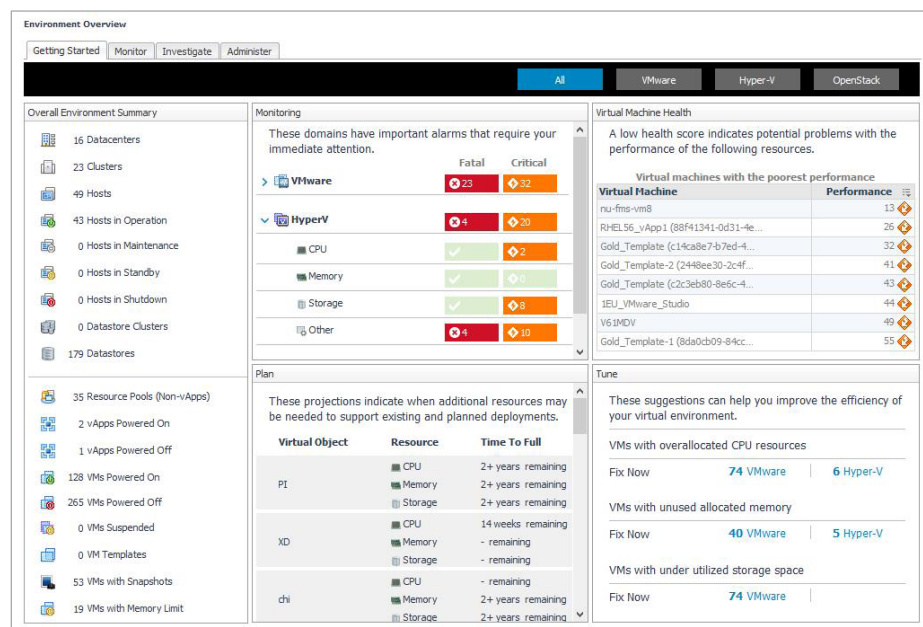 Environment Overview
Getting Started Monitor Investigate Administer
All VMware Hyper-V OpenStack
Overall Environment Summary
16 Datacenters
23 Clusters
49 Hosts
43 Hosts in Operation
0 Hosts in Maintenance
0 Hosts in Standby
0 Hosts in Shutdown
0 Datastore Clusters
179 Datastores
35 Resource Pools (Non-vApps)
2 vApps Powered On
1 vApps Powered Off
128 VMs Powered On
265 VMs Powered Off
0 VMs Suspended
0 VM Templates
53 VMs with Snapshots
19 VMs with Memory Limit
Monitoring
These domains have important alarms that require your
immediate attention.
Fatal Critical
VMware 23 32
HyperV 4 20
CPU 2
Memory 0
Storage 8
Other 4 10
Plan
These projections indicate when additional resources may
be needed to support existing and planned deployments.
Virtual Object Resource Time To Full
CPU 2+ years remaining
PI Memory 2+ years remaining
Storage 2+ years remaining
CPU 14 weeks remaining
XD Memory - remaining
Storage - remaining
CPU - remaining
chi Memory 2+ years remaining
Storage 2+ years remaining
Virtual Machine Health
A low health score indicates potential problems with the
performance of the following resources.
Virtual machines with the poorest performance
Virtual Machine Performance
nu-fms-vm8 13
RHEL56_vApp1 (88f41341-0d31-4e... 26
Gold_Template (c14ca8e7-b7ed-4... 32
Gold_Template-2 (2448ee30-2c4f... 41
Gold_Template (c2c3eb80-8e6c-4... 43
1EU_VMware_Studio 44
V61MDV 49
Gold_Template-1 (8da0cb09-84cc... 55
Tune
These suggestions can help you improve the efficiency of
your virtual environment.
VMs with overallocated CPU resources
Fix Now 74 VMware 6 Hyper-V
VMs with unused allocated memory
Fix Now 40 VMware 5 Hyper-V
VMs with under utilized storage space
Fix Now 74 VMware